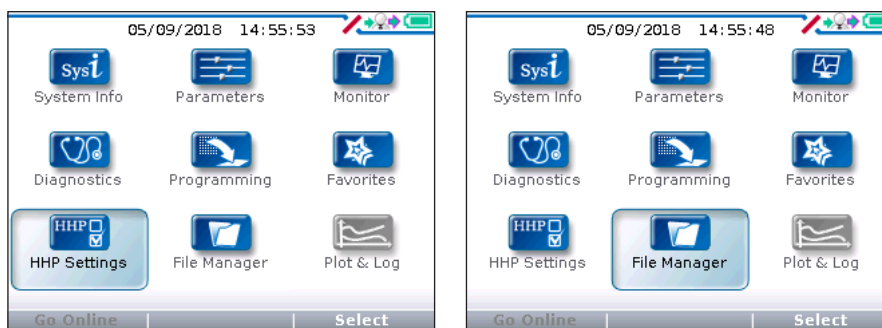 05/09/2018 14:55:53
Sysi
System Info
Parameters
Monitor
Diagnostics
Programming
Favorites
HHP
HHP Settings
File Manager
Plot & Log
Go Online
Select
05/09/2018 14:55:48
Sysi
System Info
Parameters
Monitor
Diagnostics
Programming
Favorites
HHP
HHP Settings
File Manager
Plot & Log
Go Online
Select